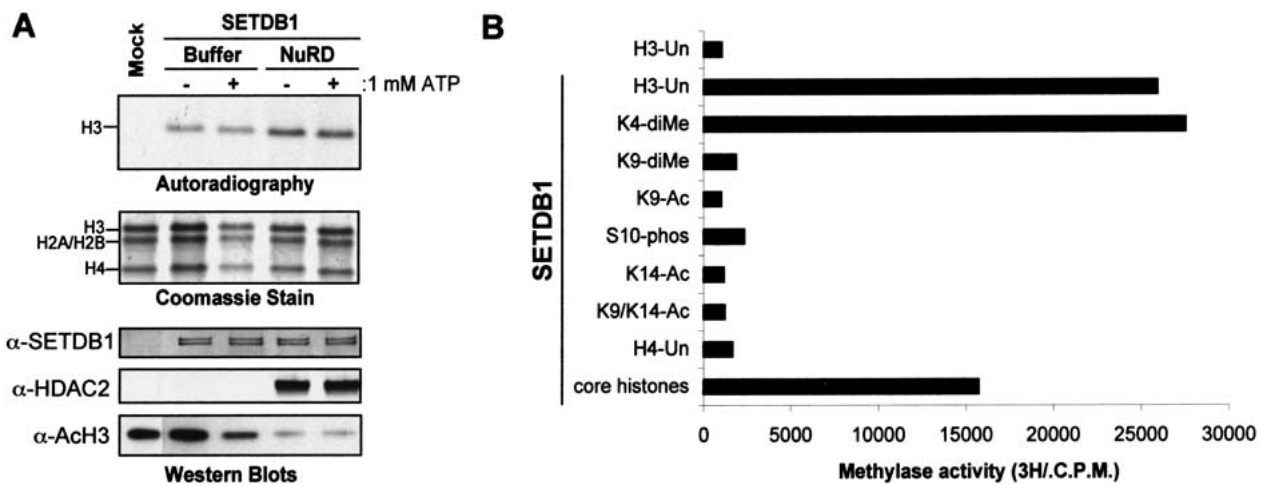 A
Mock
SETDB1
Buffer NuRD
- + - + :1 mM ATP
H3
Autoradiography
H3
H2A/H2B
H4
Coomassie Stain
α-SETDB1
α-HDAC2
α-AcH3
Western Blots
B
SETDB1
H3-Un
H3-Un
K4-diMe
K9-diMe
K9-Ac
S10-phos
K14-Ac
K9/K14-Ac
H4-Un
core histones
0 5000 10000 15000 20000 25000 30000
Methylase activity (3H/.C.P.M.)